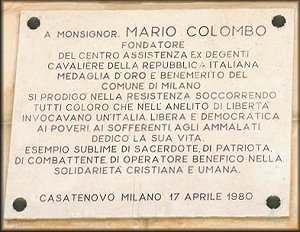 A MONSIGNOR. MARIO COLOMBO
FONDATORE
DEL CENTRO ASSISTENZA EX DEGENTI
CAVALIERE DELLA REPUBBLICA ITALIANA
MEDAGLIA D'ORO E BENEMERITO DEL
COMUNE DI MILANO
SI PRODIGO NELLA RESISTENZA SOCCORRENDO
TUTTI COLORO CHE NELL'ANELITO DI LIBERTA'
INVOCAVANO UN'ITALIA LIBERA E DEMOCRATICA
AI POVERI, AI SOFFERENTI, AGLI AMMALATI.
DEDICO LA SUA VITA.
ESEMPIO SUBLIME DI SACERDOTE, DI PATRIOTA,
DI COMBATTENTE, DI OPERATORE BENEFICO NELLA
SOLIDARIETÀ CRISTIANA E UMANA.
CASATENOVO MILANO 17 APRILE 1980